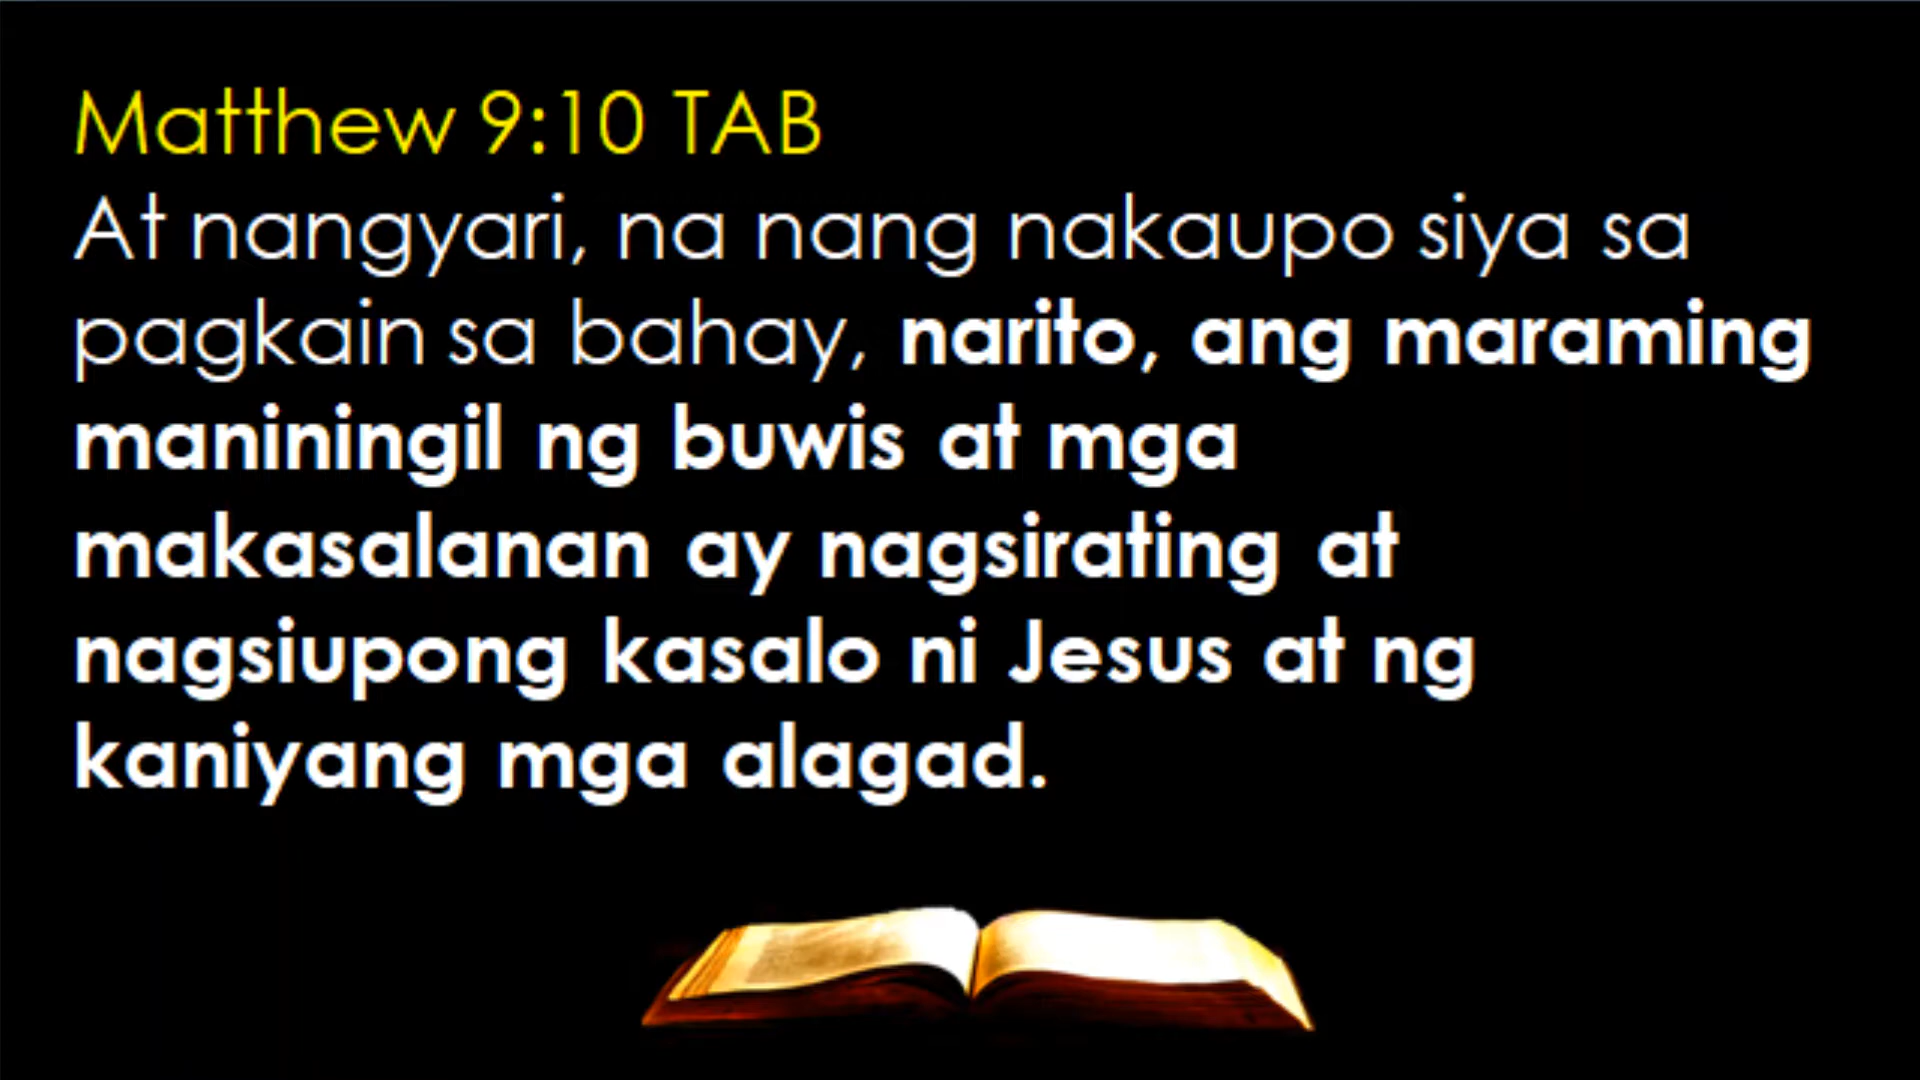 Matthew 9:10 TAB
At nangyari, na nang nakaupo siya sa
pagkain sa bahay, narito, ang maraming
maniningil ng buwis at mga
makasalanan ay nagsirating at
nagsiupong kasalo ni Jesus at ng
kaniyang mga alagad.